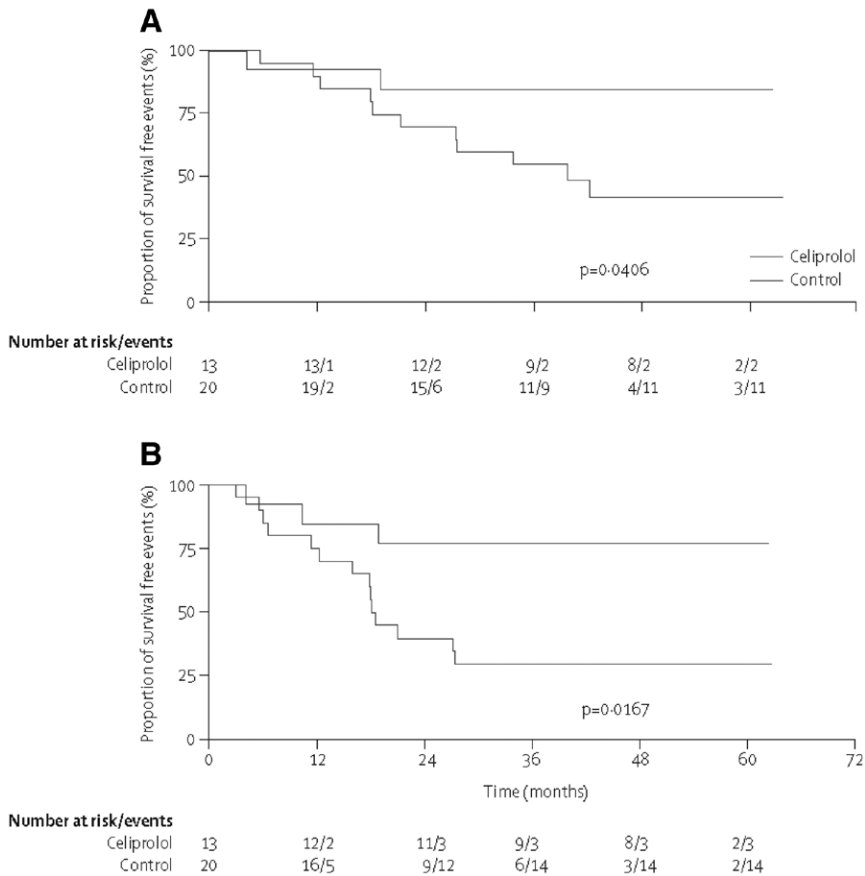 A
Proportion of survival free events (%)
100
75
50
25
0
p=0·0406
Celiprolol
Control
Number at risk/events
Celiprolol 13 13/1 12/2 9/2 8/2 2/2
Control 20 19/2 15/6 11/9 4/11 3/11
B
Proportion of survival free events (%)
100
75
50
25
0
p=0·0167
0 12 24 36 48 60 72
Time (months)
Number at risk/events
Celiprolol 13 12/2 11/3 9/3 8/3 2/3
Control 20 16/5 9/12 6/14 3/14 2/14